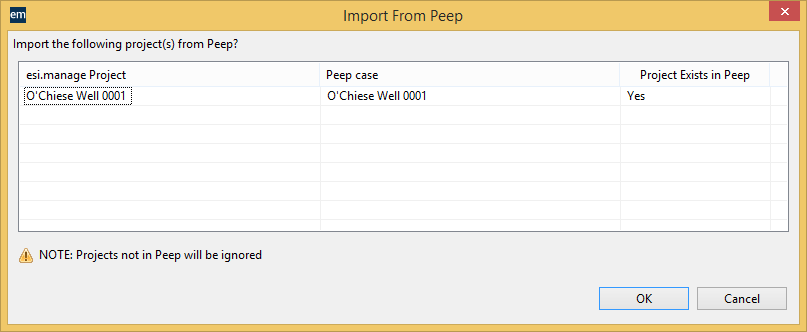 em
Import From Peep
Import the following project(s) from Peep?
esi.manage Project Peep case Project Exists in Peep
O'Chiese Well 0001 O'Chiese Well 0001 Yes
NOTE: Projects not in Peep will be ignored
OK Cancel